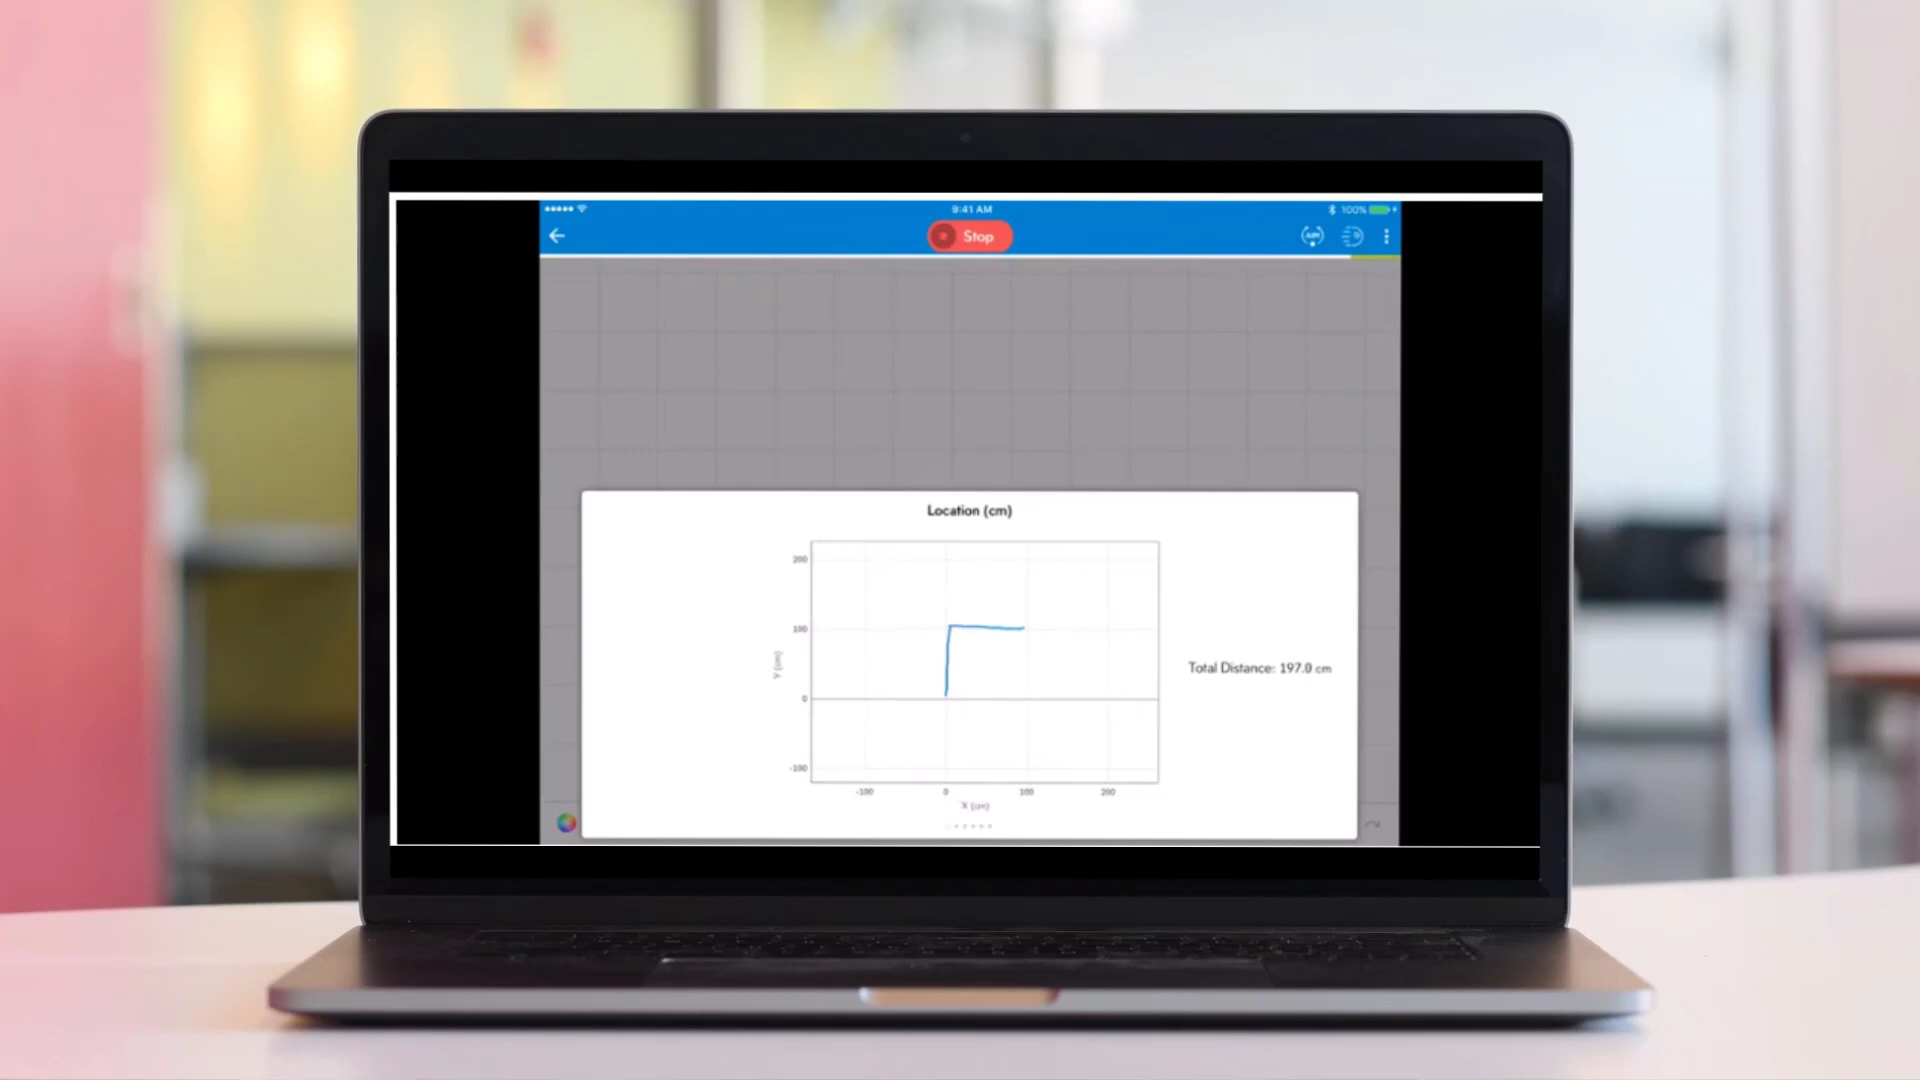 9:41 AM
100%
Stop
Location (cm)
200
100
0
-100
Y (cm)
-100 0 100 200
X (cm)
Total Distance: 197.0 cm